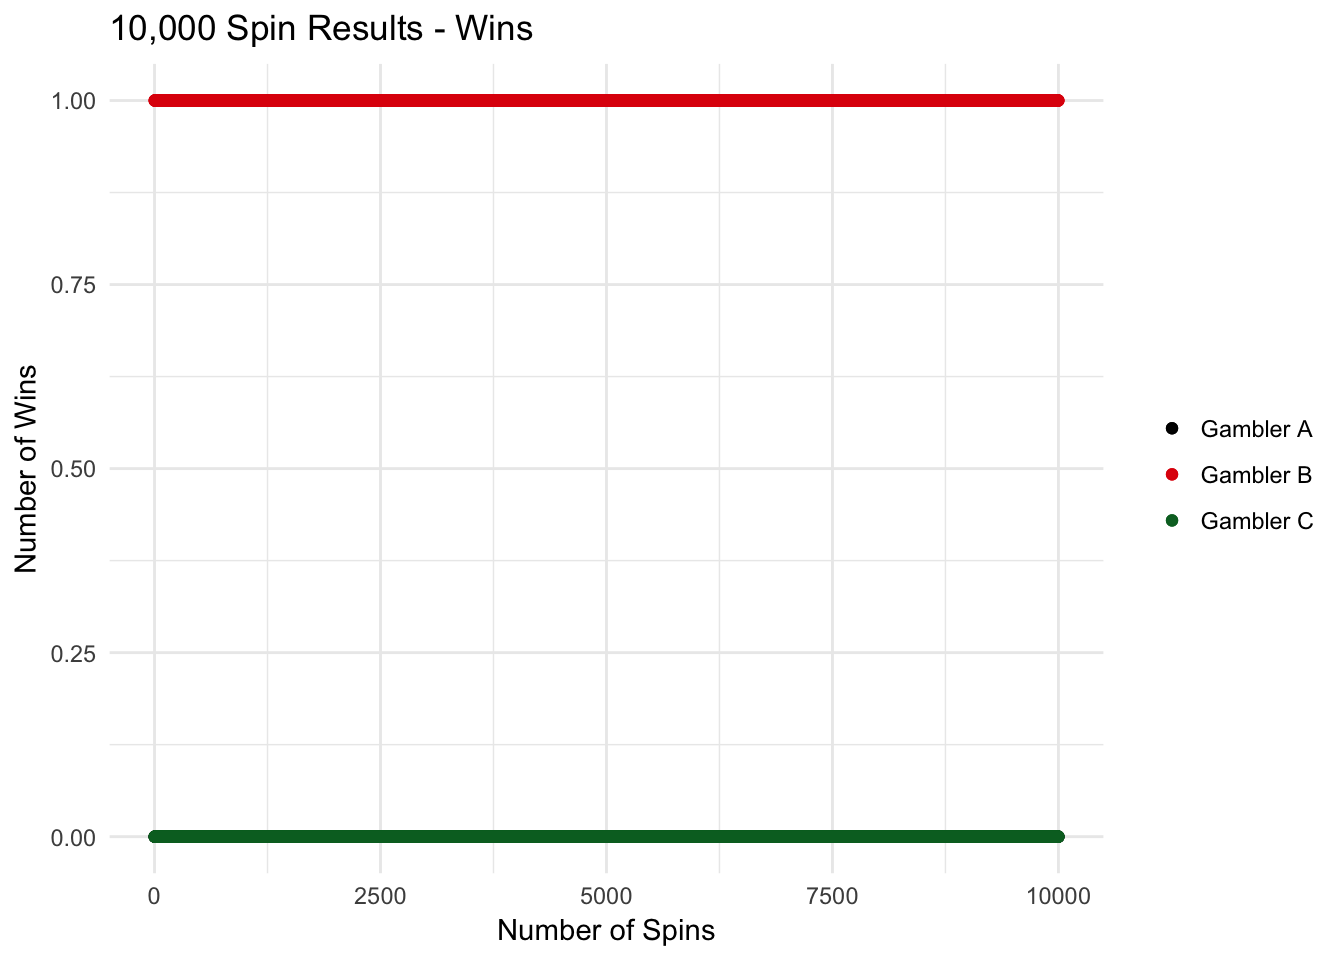 10,000 Spin Results - Wins
1.00
0.75
0.50
0.25
0.00
Number of Wins
0
2500
5000
7500
10000
Number of Spins
Gambler A
Gambler B
Gambler C